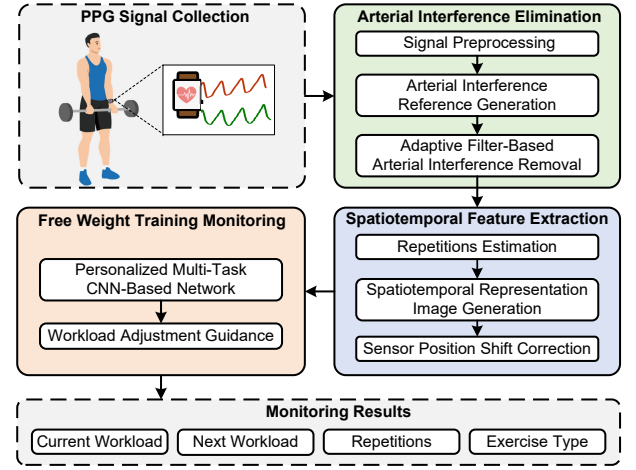 PPG Signal Collection
Arterial Interference Elimination
Signal Preprocessing
Arterial Interference
Reference Generation
Adaptive Filter-Based
Arterial Interference Removal
Free Weight Training Monitoring
Personalized Multi-Task
CNN-Based Network
Workload Adjustment Guidance
Spatiotemporal Feature Extraction
Repetitions Estimation
Spatiotemporal Representation
Image Generation
Sensor Position Shift Correction
Monitoring Results
Current Workload
Next Workload
Repetitions
Exercise Type